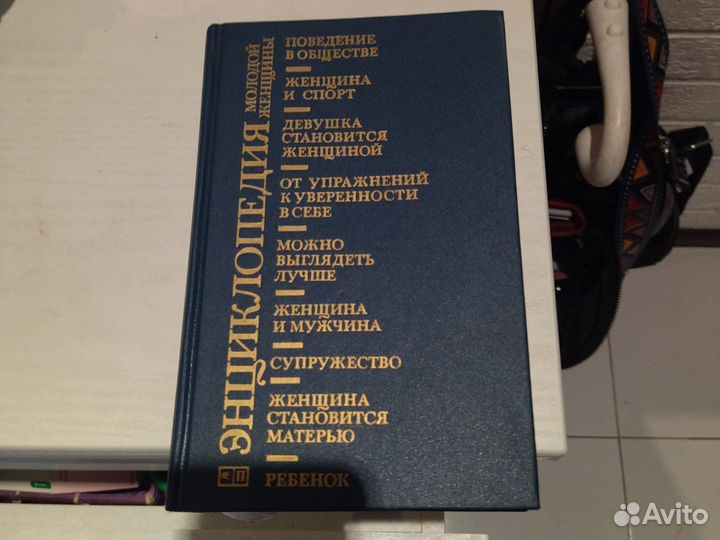 ЭНЦИКЛОПЕДИЯ
МОЛОДОЙ
ЖЕНЩИНЫ
ПОВЕДЕНИЕ
В ОБЩЕСТВЕ
ЖЕНЩИНА
И СПОРТ
ДЕВУШКА
СТАНОВИТСЯ
ЖЕНЩИНОЙ
ОТ УПРАЖНЕНИЙ
К УВЕРЕННОСТИ
В СЕБЕ
МОЖНО
ВЫГЛЯДЕТЬ
ЛУЧШЕ
ЖЕНЩИНА
И МУЖЧИНА
СУПРУЖЕСТВО
ЖЕНЩИНА
СТАНОВИТСЯ
МАТЕРЬЮ
РЕБЕНОК
Avito